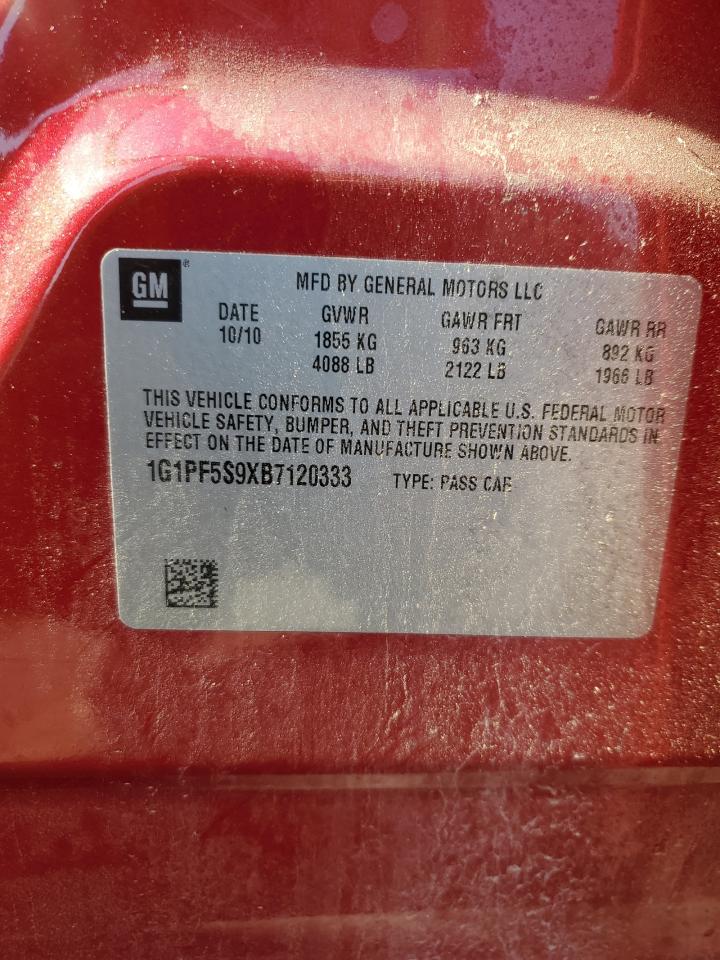 GM®
MFD BY GENERAL MOTORS LLC
DATE GVWR GAWR FRT GAWR RR
10/10 1855 KG 963 KG 892 KG
4088 LB 2122 LB 1966 LB
THIS VEHICLE CONFORMS TO ALL APPLICABLE U.S. FEDERAL MOTOR
VEHICLE SAFETY, BUMPER, AND THEFT PREVENTION STANDARDS IN
EFFECT ON THE DATE OF MANUFACTURE SHOWN ABOVE.
1G1PF5S9XB7120333 TYPE: PASS CAR